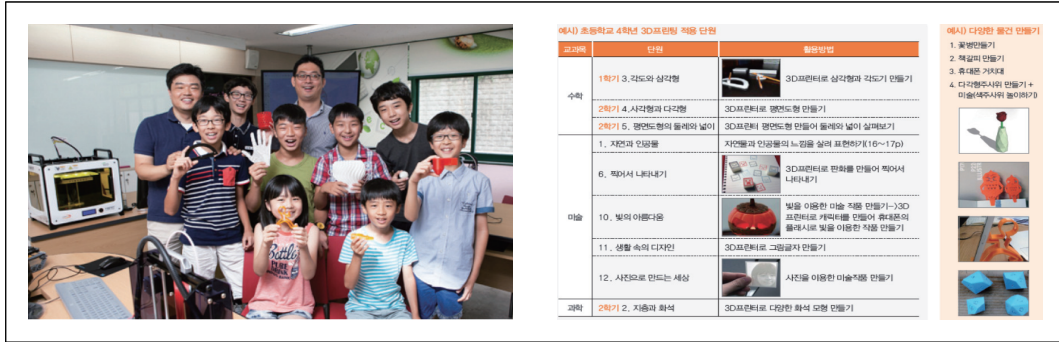 예시) 초등학교 4학년 3D프린팅 적용 단원
교과목 단원 활용방법
수학
1학기 3.각도와 삼각형 3D프린터로 삼각형과 각도기 만들기
2학기 4.사각형과 다각형 3D프린터로 평면도형 만들기
2학기 5. 평면도형의 둘레와 넓이 3D프린터 평면도형 만들어 둘레와 넓이 살펴보기
미술
1. 자연과 인공물 자연물과 인공물의 느낌을 살려 표현하기(16~17p)
6. 찍어서 나타내기 3D프린터로 판화를 만들어 찍어서
나타내기
10. 빛의 아름다움 빛을 이용한 미술 작품 만들기->3D
프린터로 캐릭터를 만들어 휴대폰의
플래시로 빛을 이용한 작품 만들기
11. 생활 속의 디자인 3D프린터로 그림글자 만들기
12. 사진으로 만드는 세상 사진을 이용한 미술작품 만들기
과학 2학기 2. 지층과 화석 3D프린터로 다양한 화석 모형 만들기
예시) 다양한 물건 만들기
1. 꽃병만들기
2. 책갈피 만들기
3. 휴대폰 거치대
4. 다각형주사위 만들기 +
미술(색주사위 놀이하기)